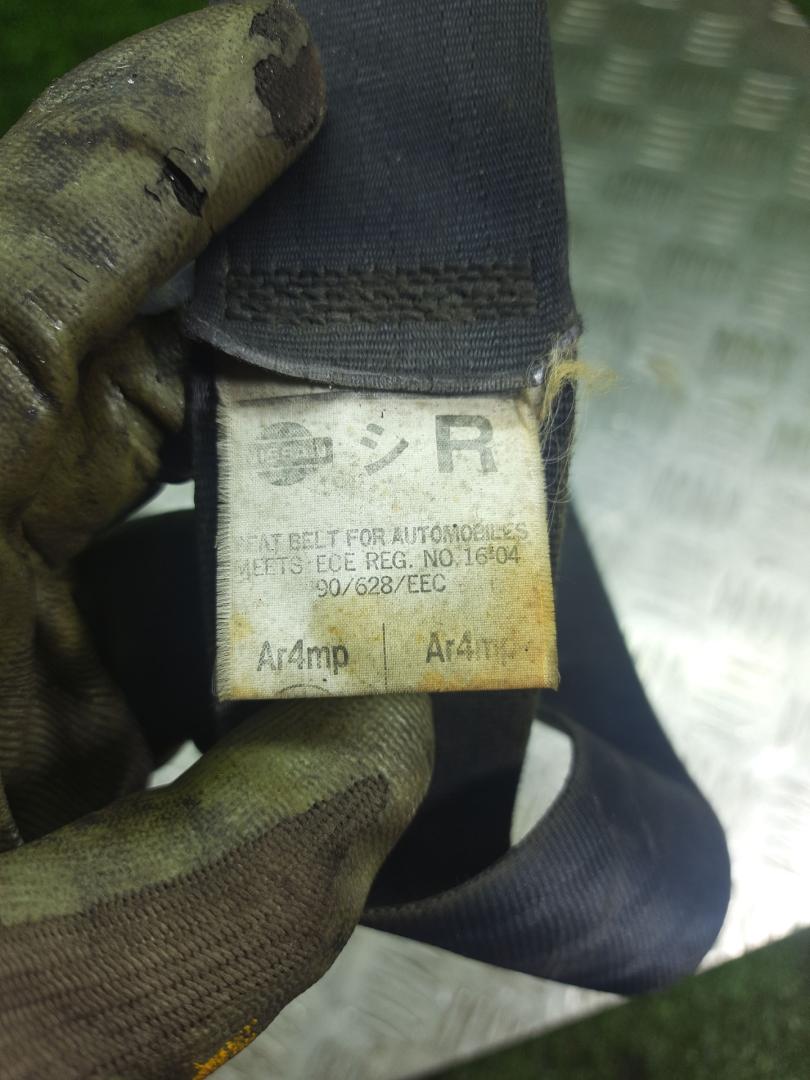 NISSAN シ R
SEAT BELT FOR AUTOMOBILES
MEETS ECE REG. NO.16*04
90/628/EEC
Ar4mp | Ar4mp